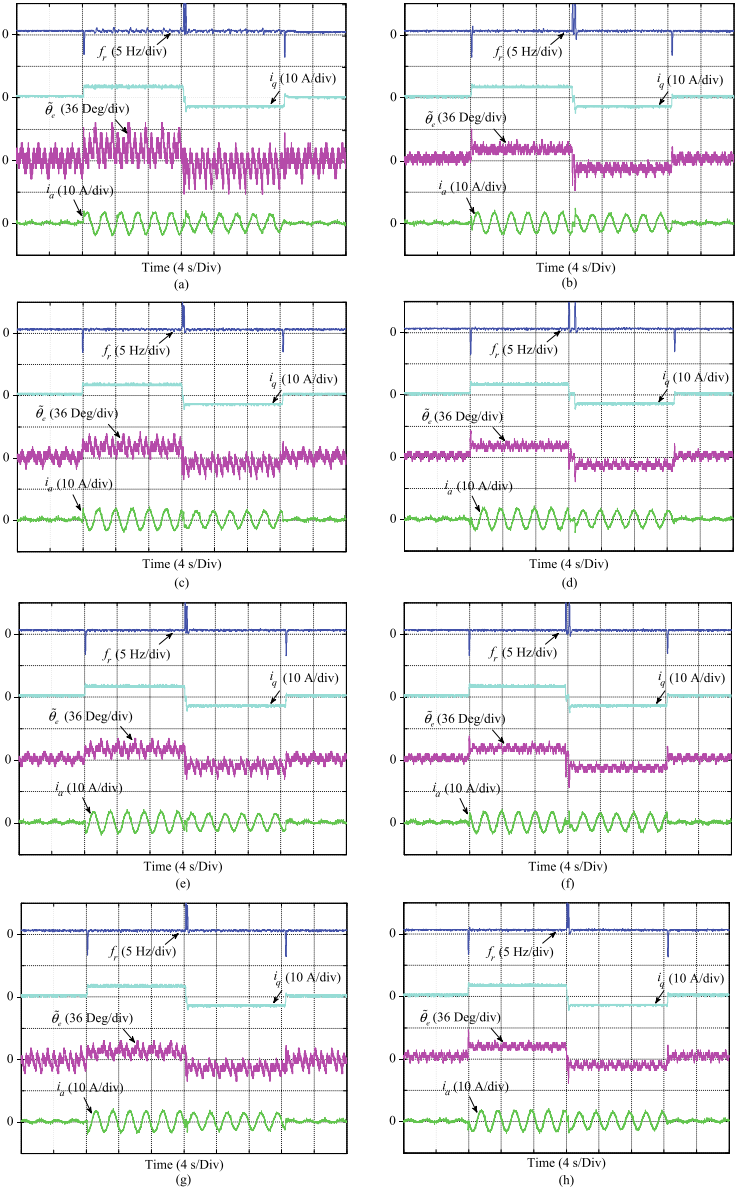 0
f_r (5 Hz/div)
0
i_q (10 A/div)
θ̃_e (36 Deg/div)
0
i_a (10 A/div)
0
Time (4 s/Div)
(a)
0
f_r (5 Hz/div)
0
i_q (10 A/div)
θ̃_e (36 Deg/div)
0
i_a (10 A/div)
0
Time (4 s/Div)
(b)
0
f_r (5 Hz/div)
0
i_q (10 A/div)
θ̃_e (36 Deg/div)
0
i_a (10 A/div)
0
Time (4 s/Div)
(c)
0
f_r (5 Hz/div)
0
i_q (10 A/div)
θ̃_e (36 Deg/div)
0
i_a (10 A/div)
0
Time (4 s/Div)
(d)
0
f_r (5 Hz/div)
0
i_q (10 A/div)
θ̃_e (36 Deg/div)
0
i_a (10 A/div)
0
Time (4 s/Div)
(e)
0
f_r (5 Hz/div)
0
i_q (10 A/div)
θ̃_e (36 Deg/div)
0
i_a (10 A/div)
0
Time (4 s/Div)
(f)
0
f_r (5 Hz/div)
0
i_q (10 A/div)
θ̃_e (36 Deg/div)
0
i_a (10 A/div)
0
Time (4 s/Div)
(g)
0
f_r (5 Hz/div)
0
i_q (10 A/div)
θ̃_e (36 Deg/div)
0
i_a (10 A/div)
0
Time (4 s/Div)
(h)